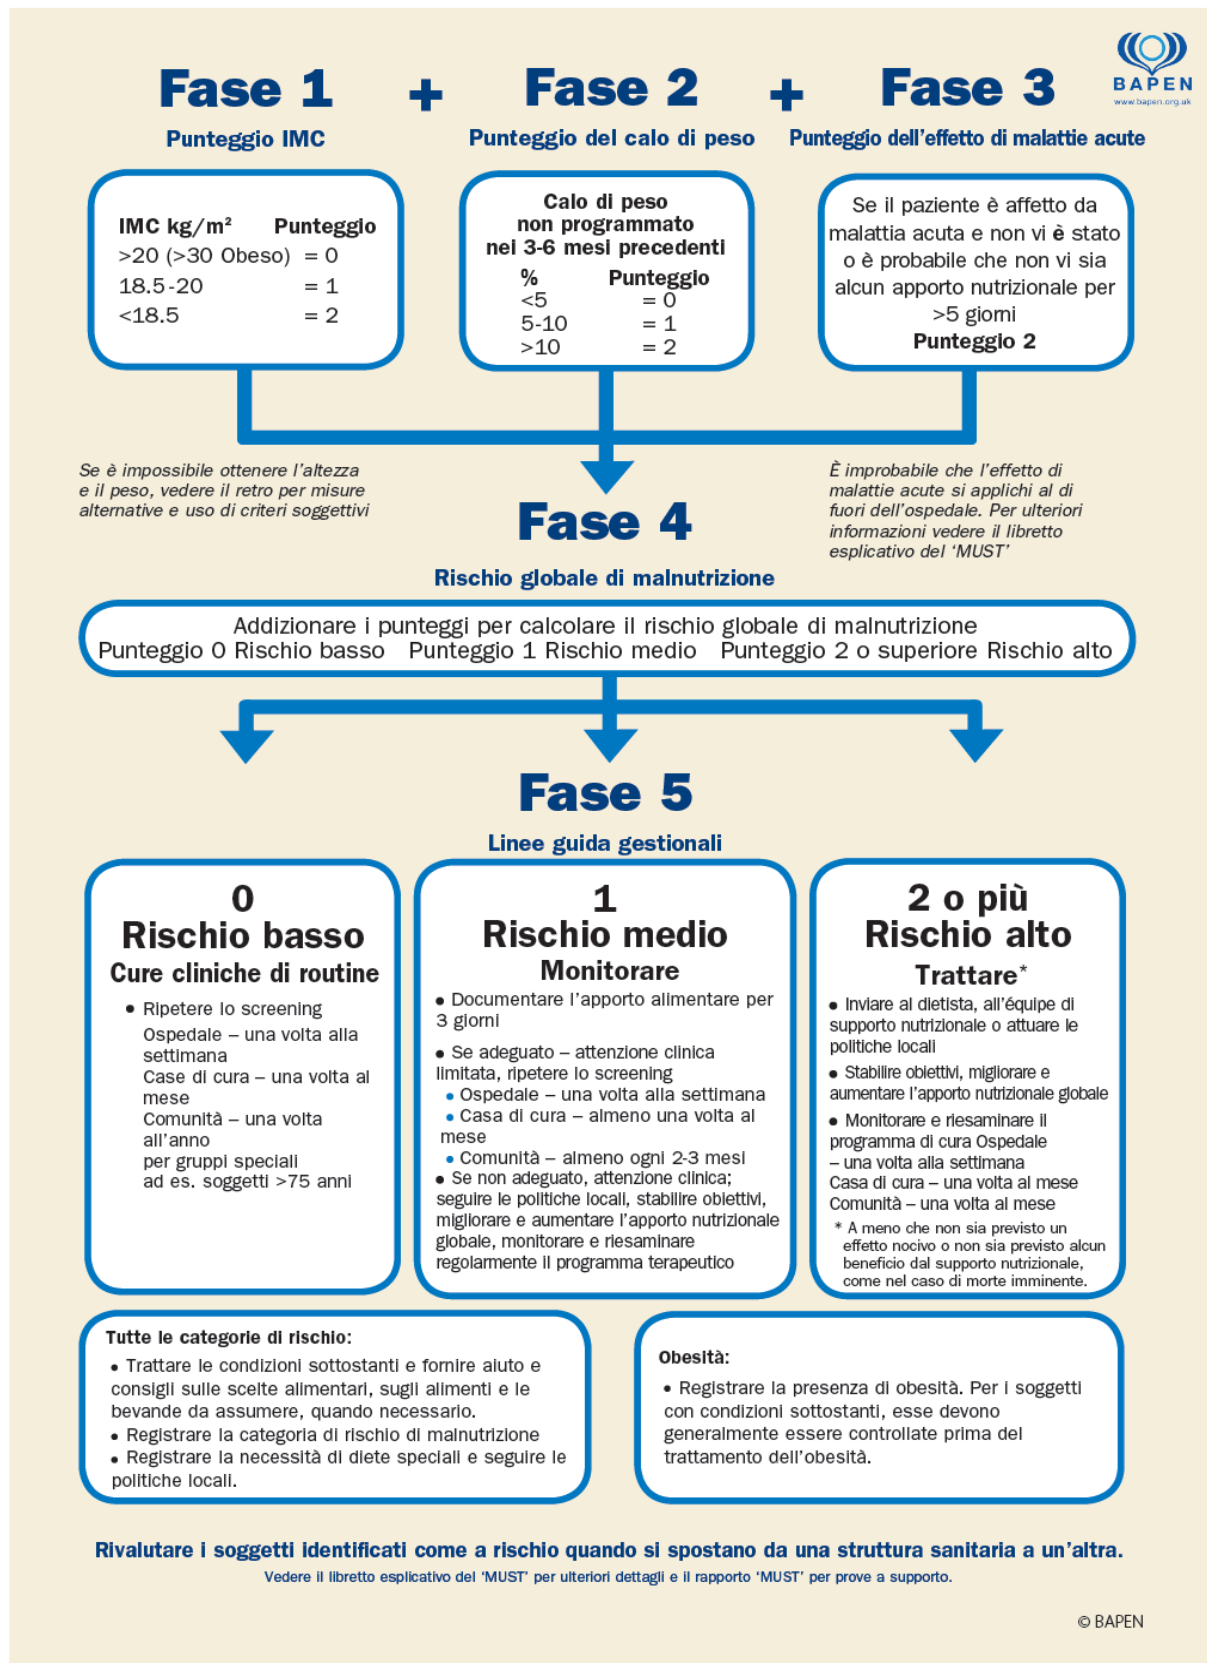 BAPEN
www.bapen.org.uk
Fase 1 + Fase 2 + Fase 3
Punteggio IMC
Punteggio del calo di peso
Punteggio dell'effetto di malattie acute
IMC kg/m² Punteggio
>20 (>30 Obeso) = 0
18.5-20 = 1
<18.5 = 2
Calo di peso
non programmato
nei 3-6 mesi precedenti
% Punteggio
<5 = 0
5-10 = 1
>10 = 2
Se il paziente è affetto da
malattia acuta e non vi è stato
o è probabile che non vi sia
alcun apporto nutrizionale per
>5 giorni
Punteggio 2
Se è impossibile ottenere l'altezza
e il peso, vedere il retro per misure
alternative e uso di criteri soggettivi
È improbabile che l'effetto di
malattie acute si applichi al di
fuori dell'ospedale. Per ulteriori
informazioni vedere il libretto
esplicativo del 'MUST'
Fase 4
Rischio globale di malnutrizione
Addizionare i punteggi per calcolare il rischio globale di malnutrizione
Punteggio 0 Rischio basso Punteggio 1 Rischio medio Punteggio 2 o superiore Rischio alto
Fase 5
Linee guida gestionali
0
Rischio basso
Cure cliniche di routine
• Ripetere lo screening
Ospedale – una volta alla
settimana
Case di cura – una volta al
mese
Comunità – una volta
all'anno
per gruppi speciali
ad es. soggetti >75 anni
1
Rischio medio
Monitorare
• Documentare l'apporto alimentare per
3 giorni
• Se adeguato – attenzione clinica
limitata, ripetere lo screening
• Ospedale – una volta alla settimana
• Casa di cura – almeno una volta al
mese
• Comunità – almeno ogni 2-3 mesi
• Se non adeguato, attenzione clinica;
seguire le politiche locali, stabilire obiettivi,
migliorare e aumentare l'apporto nutrizionale
globale, monitorare e riesaminare
regolarmente il programma terapeutico
2 o più
Rischio alto
Trattare*
• Inviare al dietista, all'équipe di
supporto nutrizionale o attuare le
politiche locali
• Stabilire obiettivi, migliorare e
aumentare l'apporto nutrizionale globale
• Monitorare e riesaminare il
programma di cura Ospedale
– una volta alla settimana
Casa di cura – una volta al mese
Comunità – una volta al mese
* A meno che non sia previsto un
effetto nocivo o non sia previsto alcun
beneficio dal supporto nutrizionale,
come nel caso di morte imminente.
Tutte le categorie di rischio:
• Trattare le condizioni sottostanti e fornire aiuto e
consigli sulle scelte alimentari, sugli alimenti e le
bevande da assumere, quando necessario.
• Registrare la categoria di rischio di malnutrizione
• Registrare la necessità di diete speciali e seguire le
politiche locali.
Obesità:
• Registrare la presenza di obesità. Per i soggetti
con condizioni sottostanti, esse devono
generalmente essere controllate prima del
trattamento dell'obesità.
Rivalutare i soggetti identificati come a rischio quando si spostano da una struttura sanitaria a un'altra.
Vedere il libretto esplicativo del 'MUST' per ulteriori dettagli e il rapporto 'MUST' per prove a supporto.
© BAPEN